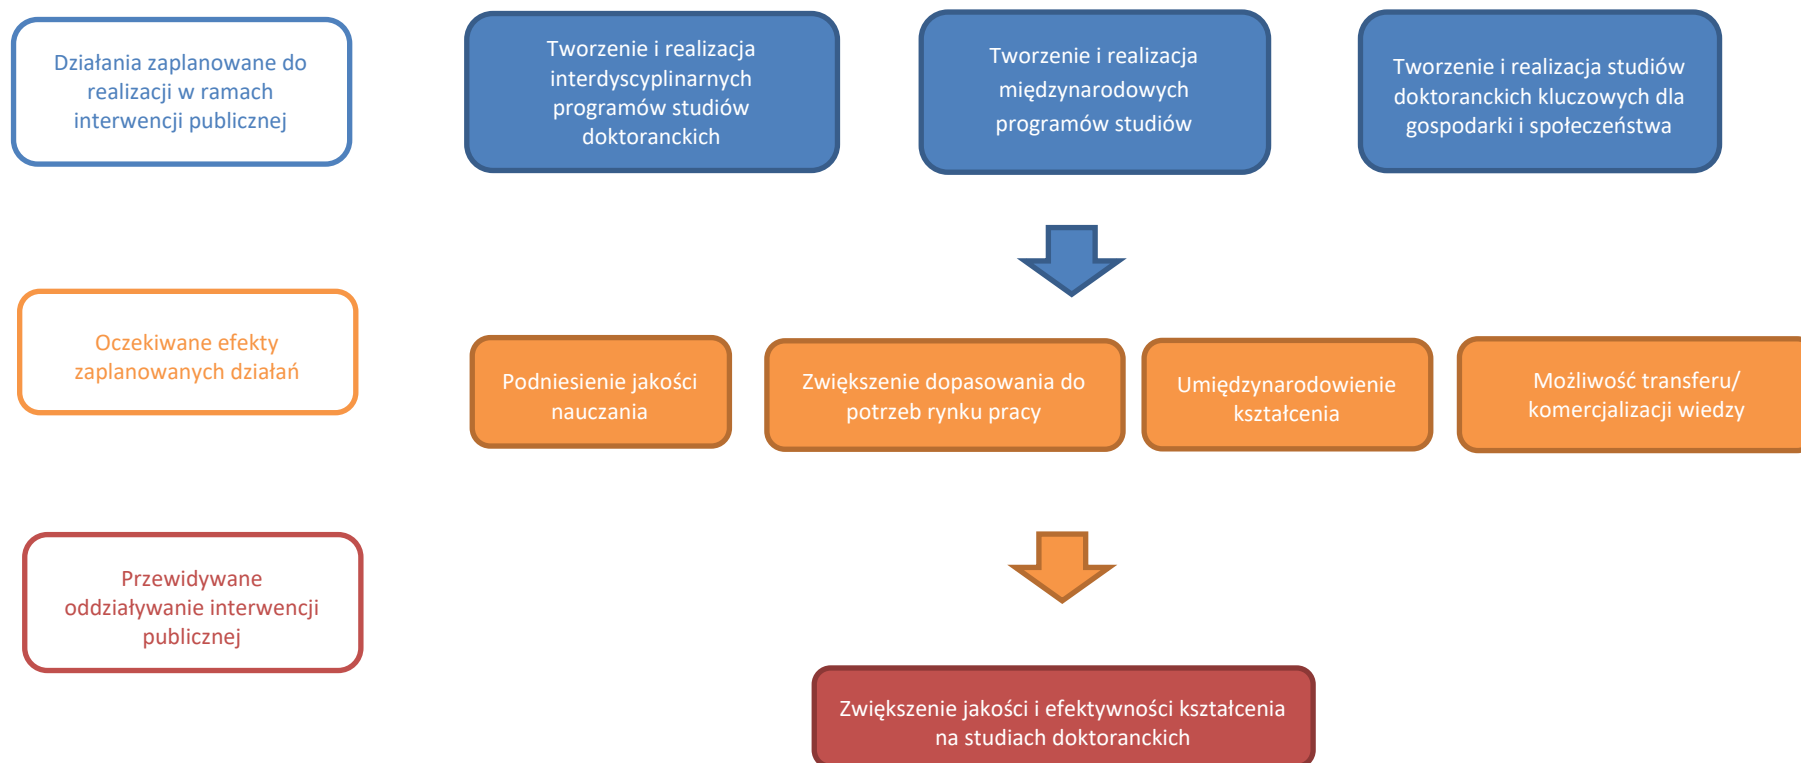 Działania zaplanowane do
realizacji w ramach
interwencji publicznej
Tworzenie i realizacja
interdyscyplinarnych
programów studiów
doktoranckich
Tworzenie i realizacja
międzynarodowych
programów studiów
Tworzenie i realizacja studiów
doktoranckich kluczowych dla
gospodarki i społeczeństwa
Oczekiwane efekty
zaplanowanych działań
Podniesienie jakości
nauczania
Zwiększenie dopasowania do
potrzeb rynku pracy
Umiędzynarodowienie
kształcenia
Możliwość transferu/
komercjalizacji wiedzy
Przewidywane
oddziaływanie interwencji
publicznej
Zwiększenie jakości i efektywności kształcenia
na studiach doktoranckich